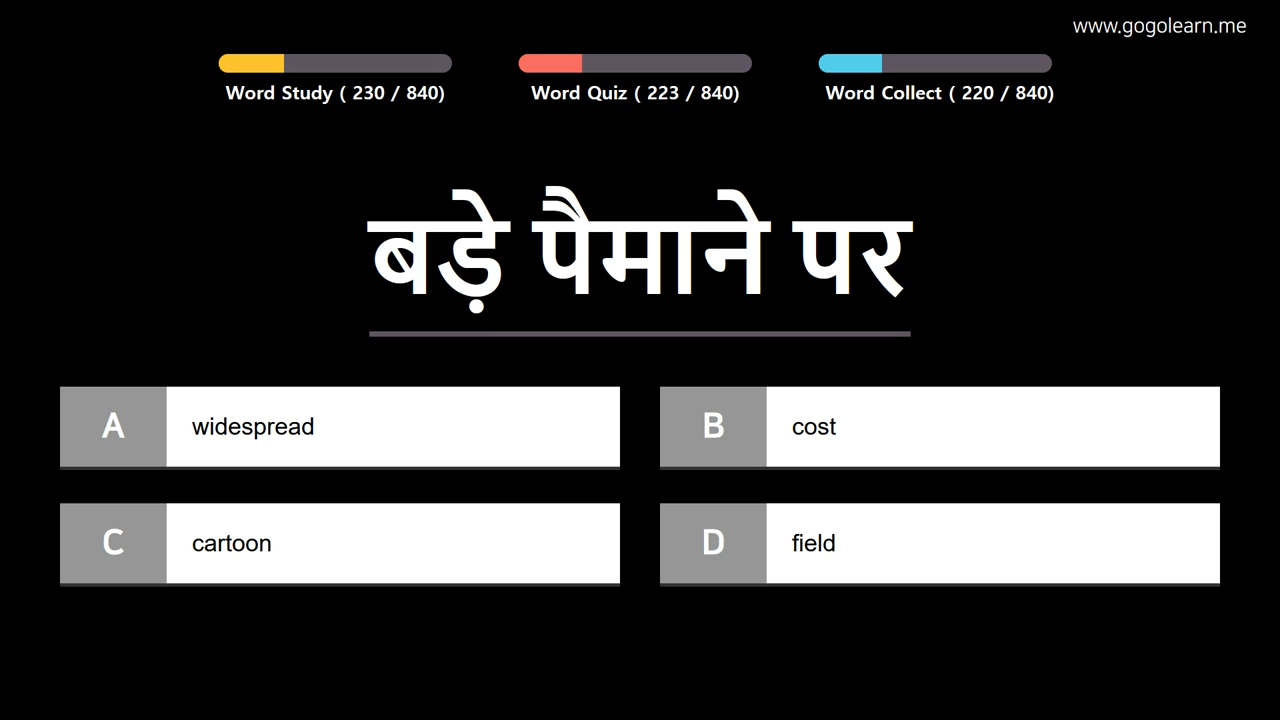 www.gogolearn.me
Word Study ( 230 / 840)
Word Quiz ( 223 / 840)
Word Collect ( 220 / 840)
बड़े पैमाने पर
A widespread
B cost
C cartoon
D field